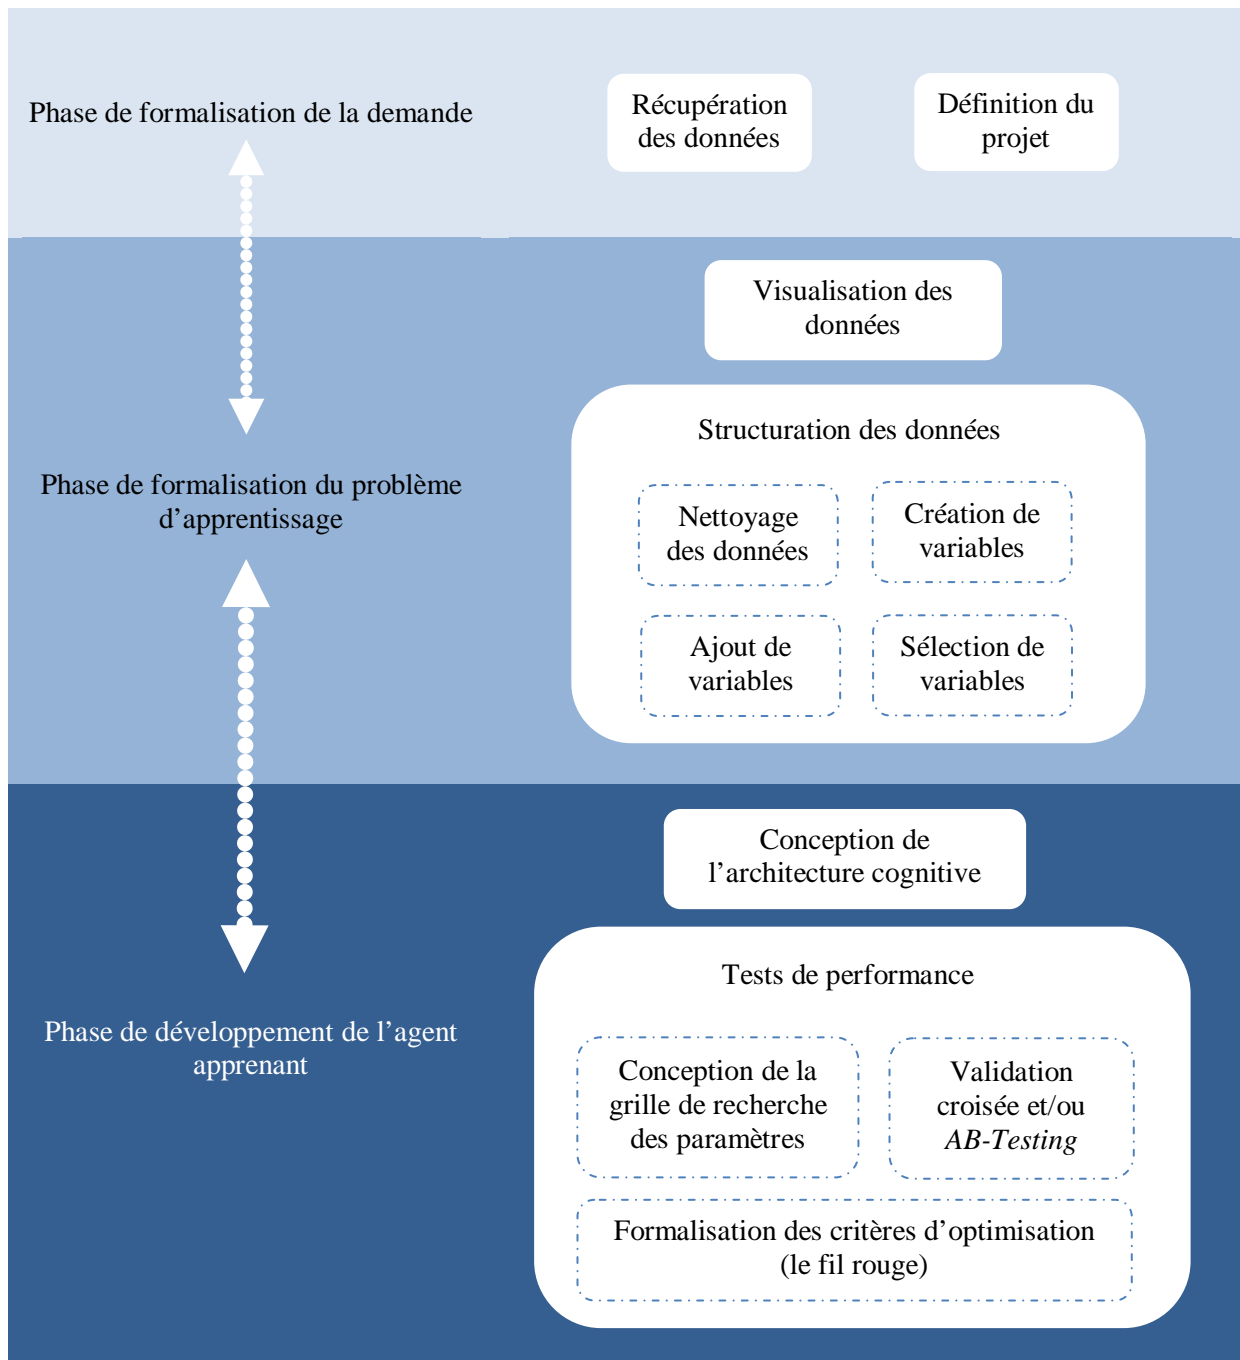 Phase de formalisation de la demande
Récupération
des données
Définition du
projet
Visualisation des
données
Phase de formalisation du problème
d’apprentissage
Structuration des données
Nettoyage
des données
Création de
variables
Ajout de
variables
Sélection de
variables
Phase de développement de l’agent
apprenant
Conception de
l’architecture cognitive
Tests de performance
Conception de la
grille de recherche
des paramètres
Validation
croisée et/ou
AB-Testing
Formalisation des critères d’optimisation
(le fil rouge)